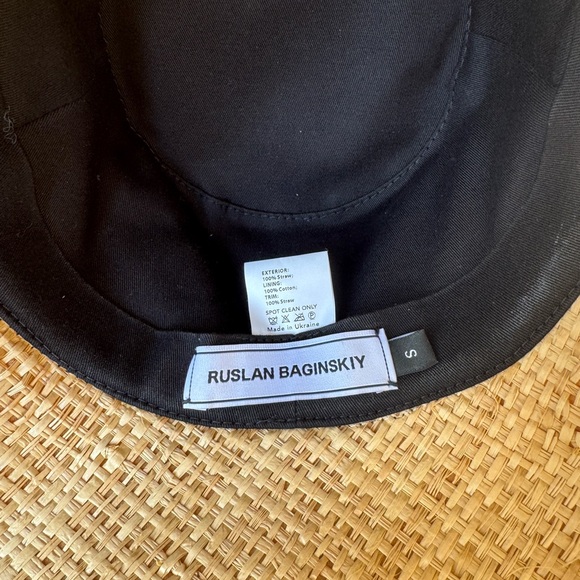 EXTERIOR:
100% Straw;
LINING:
100% Cotton;
TRIM:
100% Straw
SPOT CLEAN ONLY
Made in Ukraine
RUSLAN BAGINSKIY
S